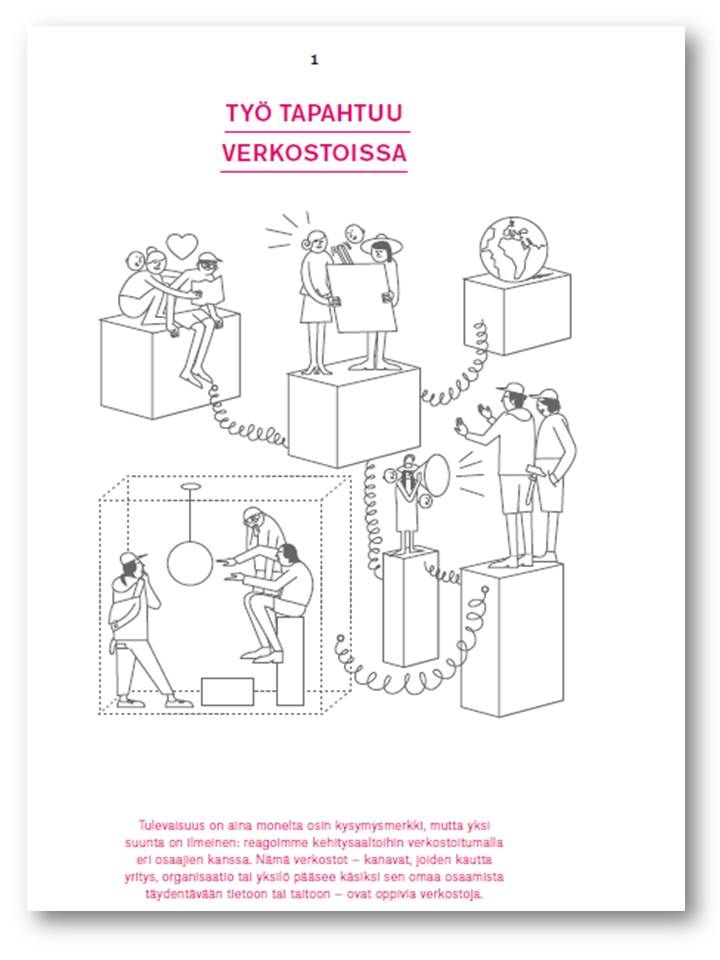 1
TYÖ TAPAHTUU
VERKOSTOISSA
Tulevaisuus on aina monelta osin kysymysmerkki, mutta yksi
suunta on ilmeinen: reagoimme kehitysaaltoihin verkostoitumalla
eri osaajien kanssa. Nämä verkostot – kanavat, joiden kautta
yritys, organisaatio tai yksilö pääsee käsiksi sen omaa osaamista
täydentävään tietoon tai taitoon – ovat oppivia verkostoja.